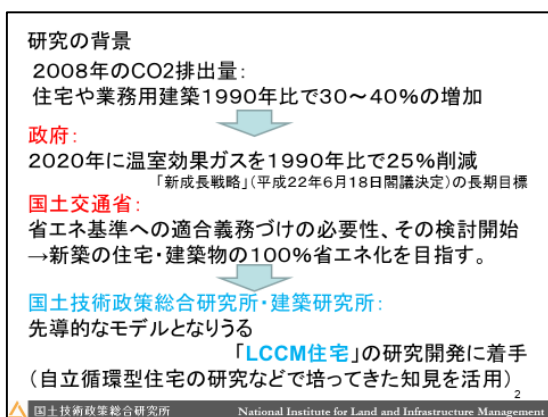 研究の背景
2008年のCO2排出量：
住宅や業務用建築1990年比で30～40%の増加
政府：
2020年に温室効果ガスを1990年比で25%削減
「新成長戦略」(平成22年6月18日閣議決定)の長期目標
国土交通省：
省エネ基準への適合義務づけの必要性、その検討開始
→新築の住宅・建築物の100%省エネ化を目指す。
国土技術政策総合研究所・建築研究所：
先導的なモデルとなりうる
「LCCM住宅」の研究開発に着手
(自立循環型住宅の研究などで培ってきた知見を活用)
2
国土技術政策総合研究所 National Institute for Land and Infrastructure Management